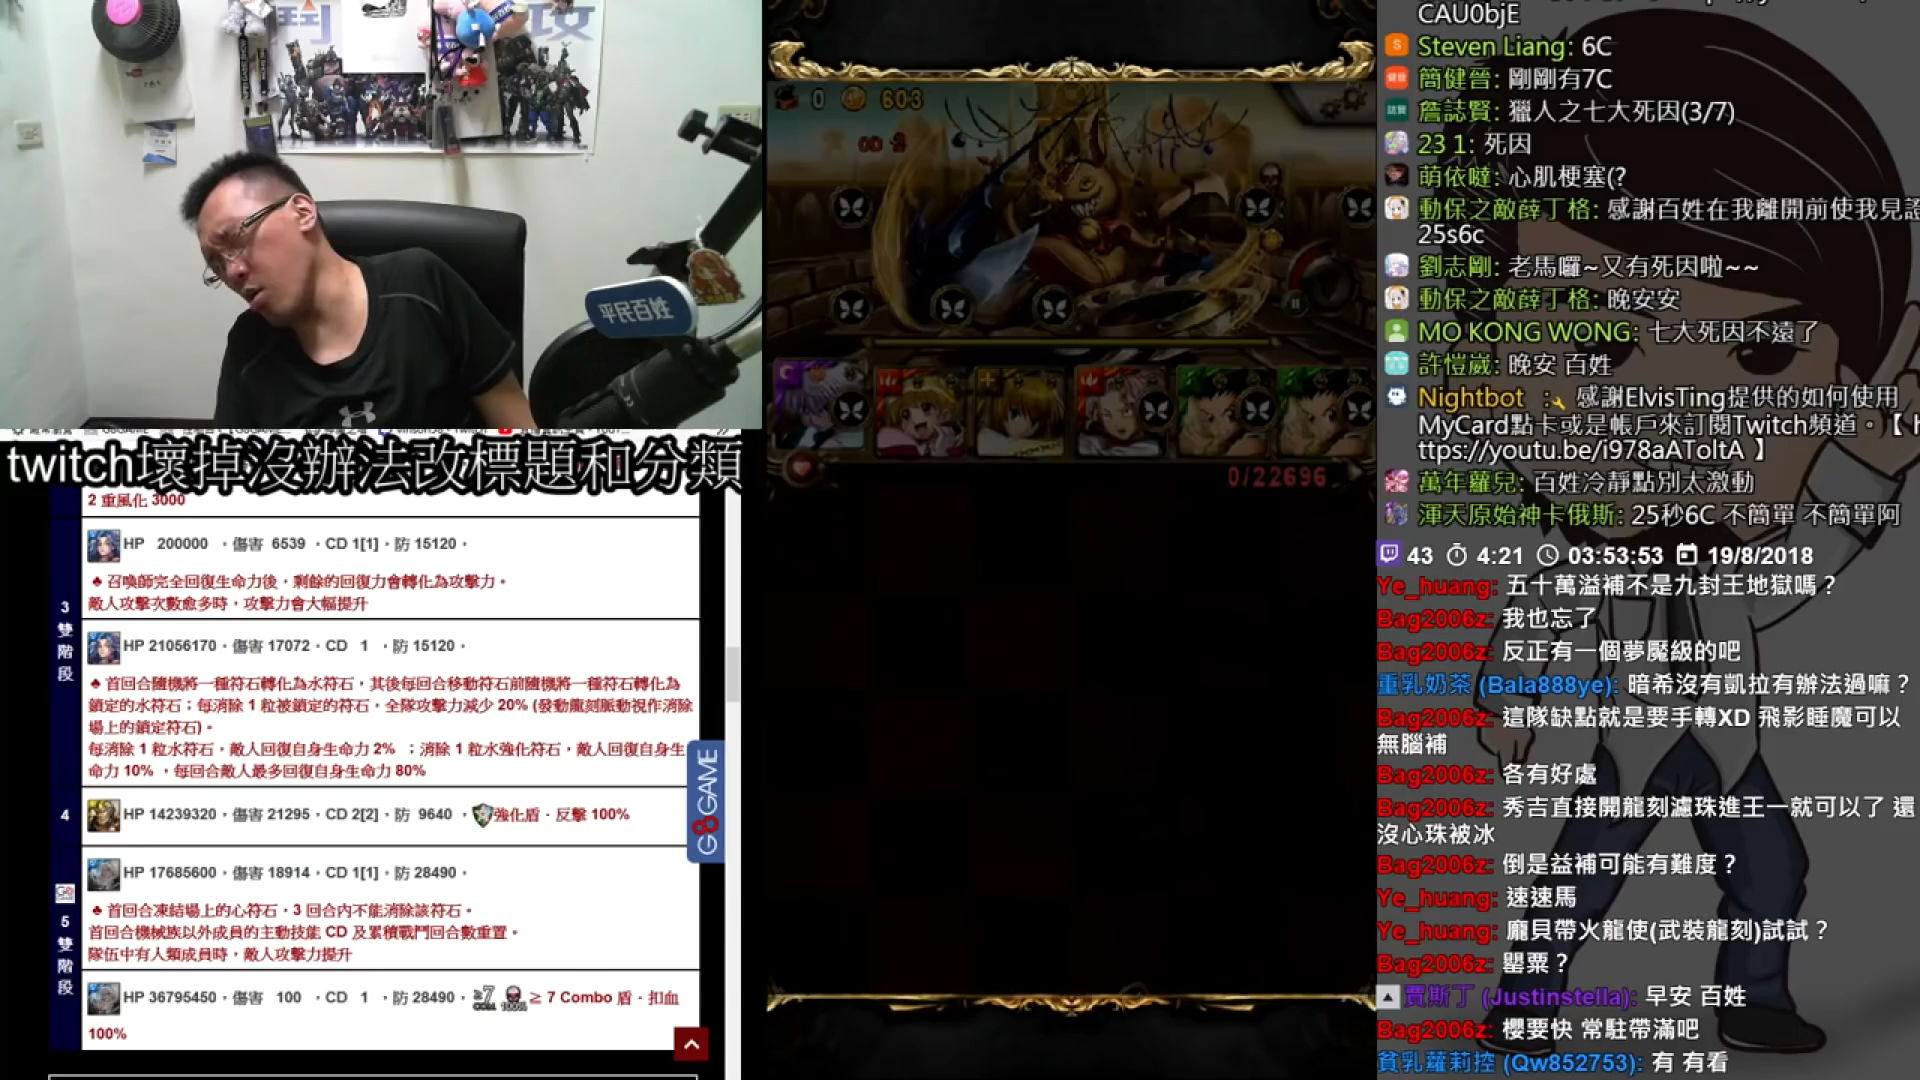 鬥
攻
平民百姓
twitch壞掉沒辦法改標題和分類
2 重風化 3000
3
雙
階
段
HP 200000 ，傷害 6539 ，CD 1[1]，防 15120，
♠ 召喚師完全回復生命力後，剩餘的回復力會轉化為攻擊力。
敵人攻擊次數愈多時，攻擊力會大幅提升
HP 21056170，傷害 17072，CD 1 ，防 15120，
♠ 首回合隨機將一種符石轉化為水符石，其後每回合移動符石前隨機將一種符石轉化為
鎖定的水符石；每消除 1 粒被鎖定的符石，全隊攻擊力減少 20% (發動龍刻脈動視作消除
場上的鎖定符石)。
每消除 1 粒水符石，敵人回復自身生命力 2% ；消除 1 粒水強化符石，敵人回復自身生
命力 10% ，每回合敵人最多回復自身生命力 80%
4
HP 14239320，傷害 21295，CD 2[2]，防 9640 ，強化盾．反擊 100%
5
雙
階
段
HP 17685600，傷害 18914，CD 1[1]，防 28490，
♠ 首回合凍結場上的心符石，3 回合內不能消除該符石。
首回合機械族以外成員的主動技能 CD 及累積戰鬥回合數重置。
隊伍中有人類成員時，敵人攻擊力提升
HP 36795450，傷害 100 ，CD 1 ，防 28490，≥ 7 Combo 盾．扣血
100%
G8GAME
0 603
0/22696
CAU0bjE
Steven Liang: 6C
簡健晉: 剛剛有7C
詹誌賢: 獵人之七大死因(3/7)
23 1: 死因
萌依噠: 心肌梗塞(?
動保之敵薛丁格: 感謝百姓在我離開前使我見證
25s6c
劉志剛: 老馬囉~又有死因啦~~
動保之敵薛丁格: 晚安安
MO KONG WONG: 七大死因不遠了
許愷崴: 晚安 百姓
Nightbot : 感謝ElvisTing提供的如何使用
MyCard點卡或是帳戶來訂閱Twitch頻道。【 h
ttps://youtu.be/i978aAToltA 】
萬年蘿兒: 百姓冷靜點別太激動
渾天原始神卡俄斯: 25秒6C 不簡單 不簡單阿
43 4:21 03:53:53 19/8/2018
Ye_huang: 五十萬溢補不是九封王地獄嗎？
Bag2006z: 我也忘了
Bag2006z: 反正有一個夢魘級的吧
重乳奶茶 (Bala888ye): 暗希沒有凱拉有辦法過嘛？
Bag2006z: 這隊缺點就是要手轉XD 飛影睡魔可以
無腦補
Bag2006z: 各有好處
Bag2006z: 秀吉直接開龍刻濾珠進王一就可以了 還
沒心珠被冰
Bag2006z: 倒是益補可能有難度？
Ye_huang: 速速馬
Ye_huang: 龐貝帶火龍使(武裝龍刻)試試？
Bag2006z: 罌粟？
賈斯丁 (Justinstella): 早安 百姓
Bag2006z: 櫻要快 常駐帶滿吧
貧乳蘿莉控 (Qw852753): 有 有看